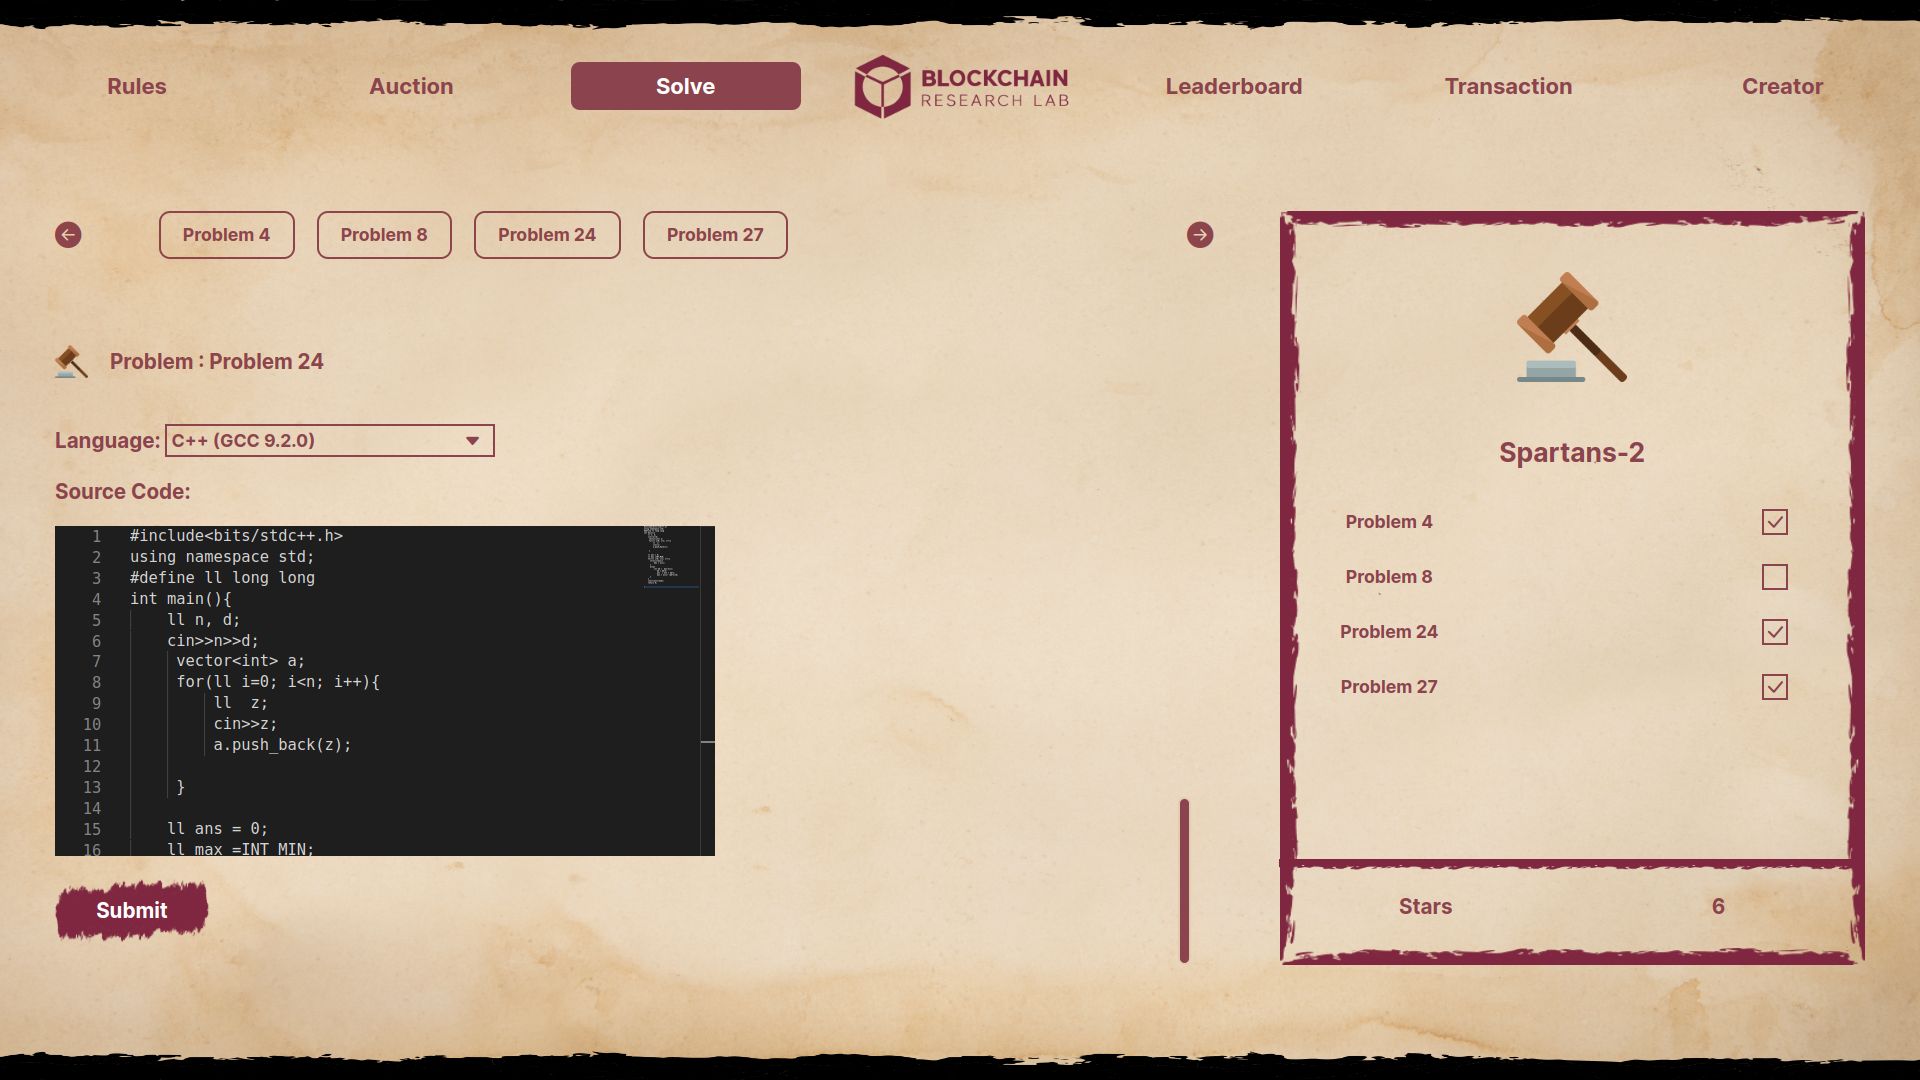 Rules
Auction
Solve
BLOCKCHAIN
RESEARCH LAB
Leaderboard
Transaction
Creator
Problem 4
Problem 8
Problem 24
Problem 27
Problem : Problem 24
Language: C++ (GCC 9.2.0)
Source Code:
1 #include<bits/stdc++.h>
2 using namespace std;
3 #define ll long long
4 int main(){
5 ll n, d;
6 cin>>n>>d;
7 vector<int> a;
8 for(ll i=0; i<n; i++){
9 ll  z;
10 cin>>z;
11 a.push_back(z);
12
13 }
14
15 ll ans = 0;
16 ll max =INT_MIN;
Submit
Spartans-2
Problem 4
Problem 8
Problem 24
Problem 27
Stars 6